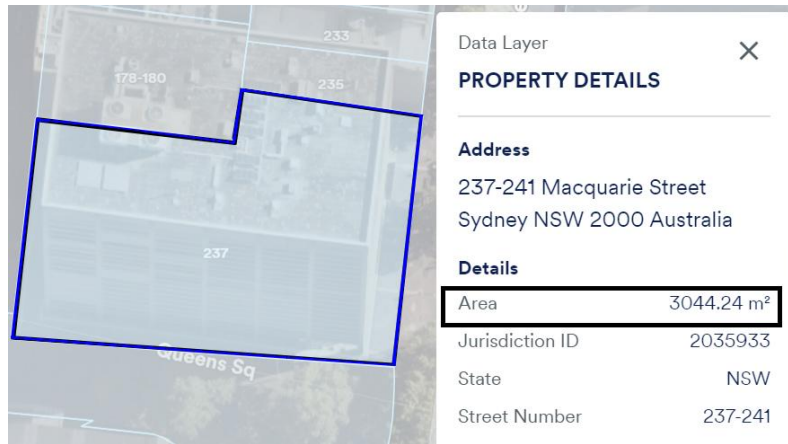 233
178-180
235
237
Queens Sq
Data Layer
PROPERTY DETAILS
Address
237-241 Macquarie Street
Sydney NSW 2000 Australia
Details
Area 3044.24 m²
Jurisdiction ID 2035933
State NSW
Street Number 237-241